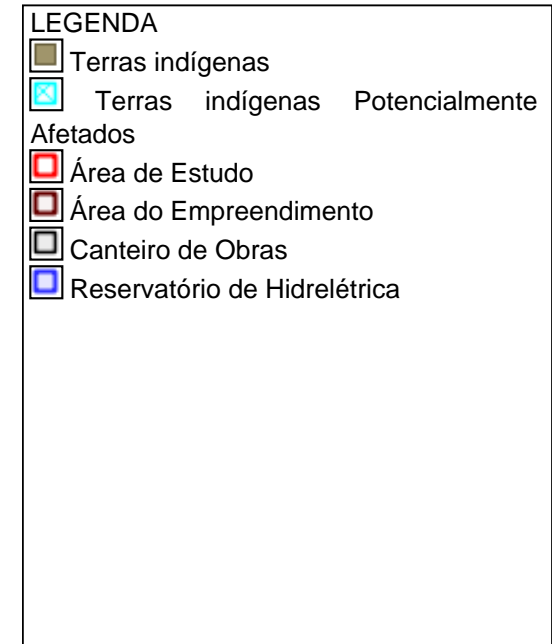 LEGENDA
Terras indígenas
Terras indígenas Potencialmente
Afetados
Área de Estudo
Área do Empreendimento
Canteiro de Obras
Reservatório de Hidrelétrica